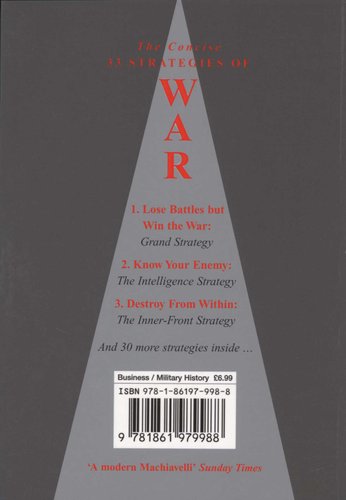 The Concise
33 STRATEGIES OF
WAR
1. Lose Battles but
Win the War:
Grand Strategy
2. Know Your Enemy:
The Intelligence Strategy
3. Destroy From Within:
The Inner-Front Strategy
And 30 more strategies inside …
Business / Military History £6.99
ISBN 978-1-86197-998-8
9 781861 979988
‘A modern Machiavelli’ Sunday Times